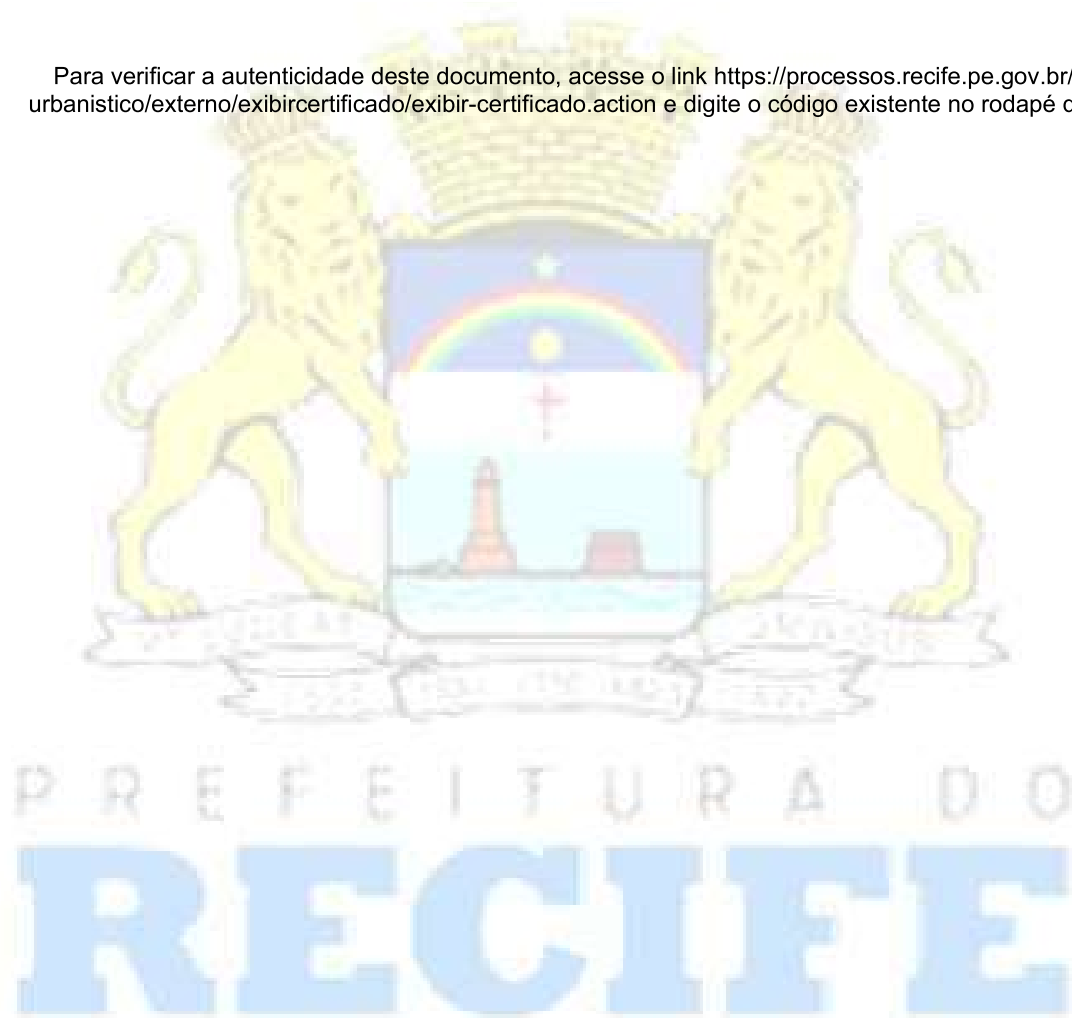 Para verificar a autenticidade deste documento, acesse o link https://processos.recife.pe.gov.br/
urbanistico/externo/exibircertificado/exibir-certificado.action e digite o código existente no rodapé d
PREFEITURA DO
RECIFE